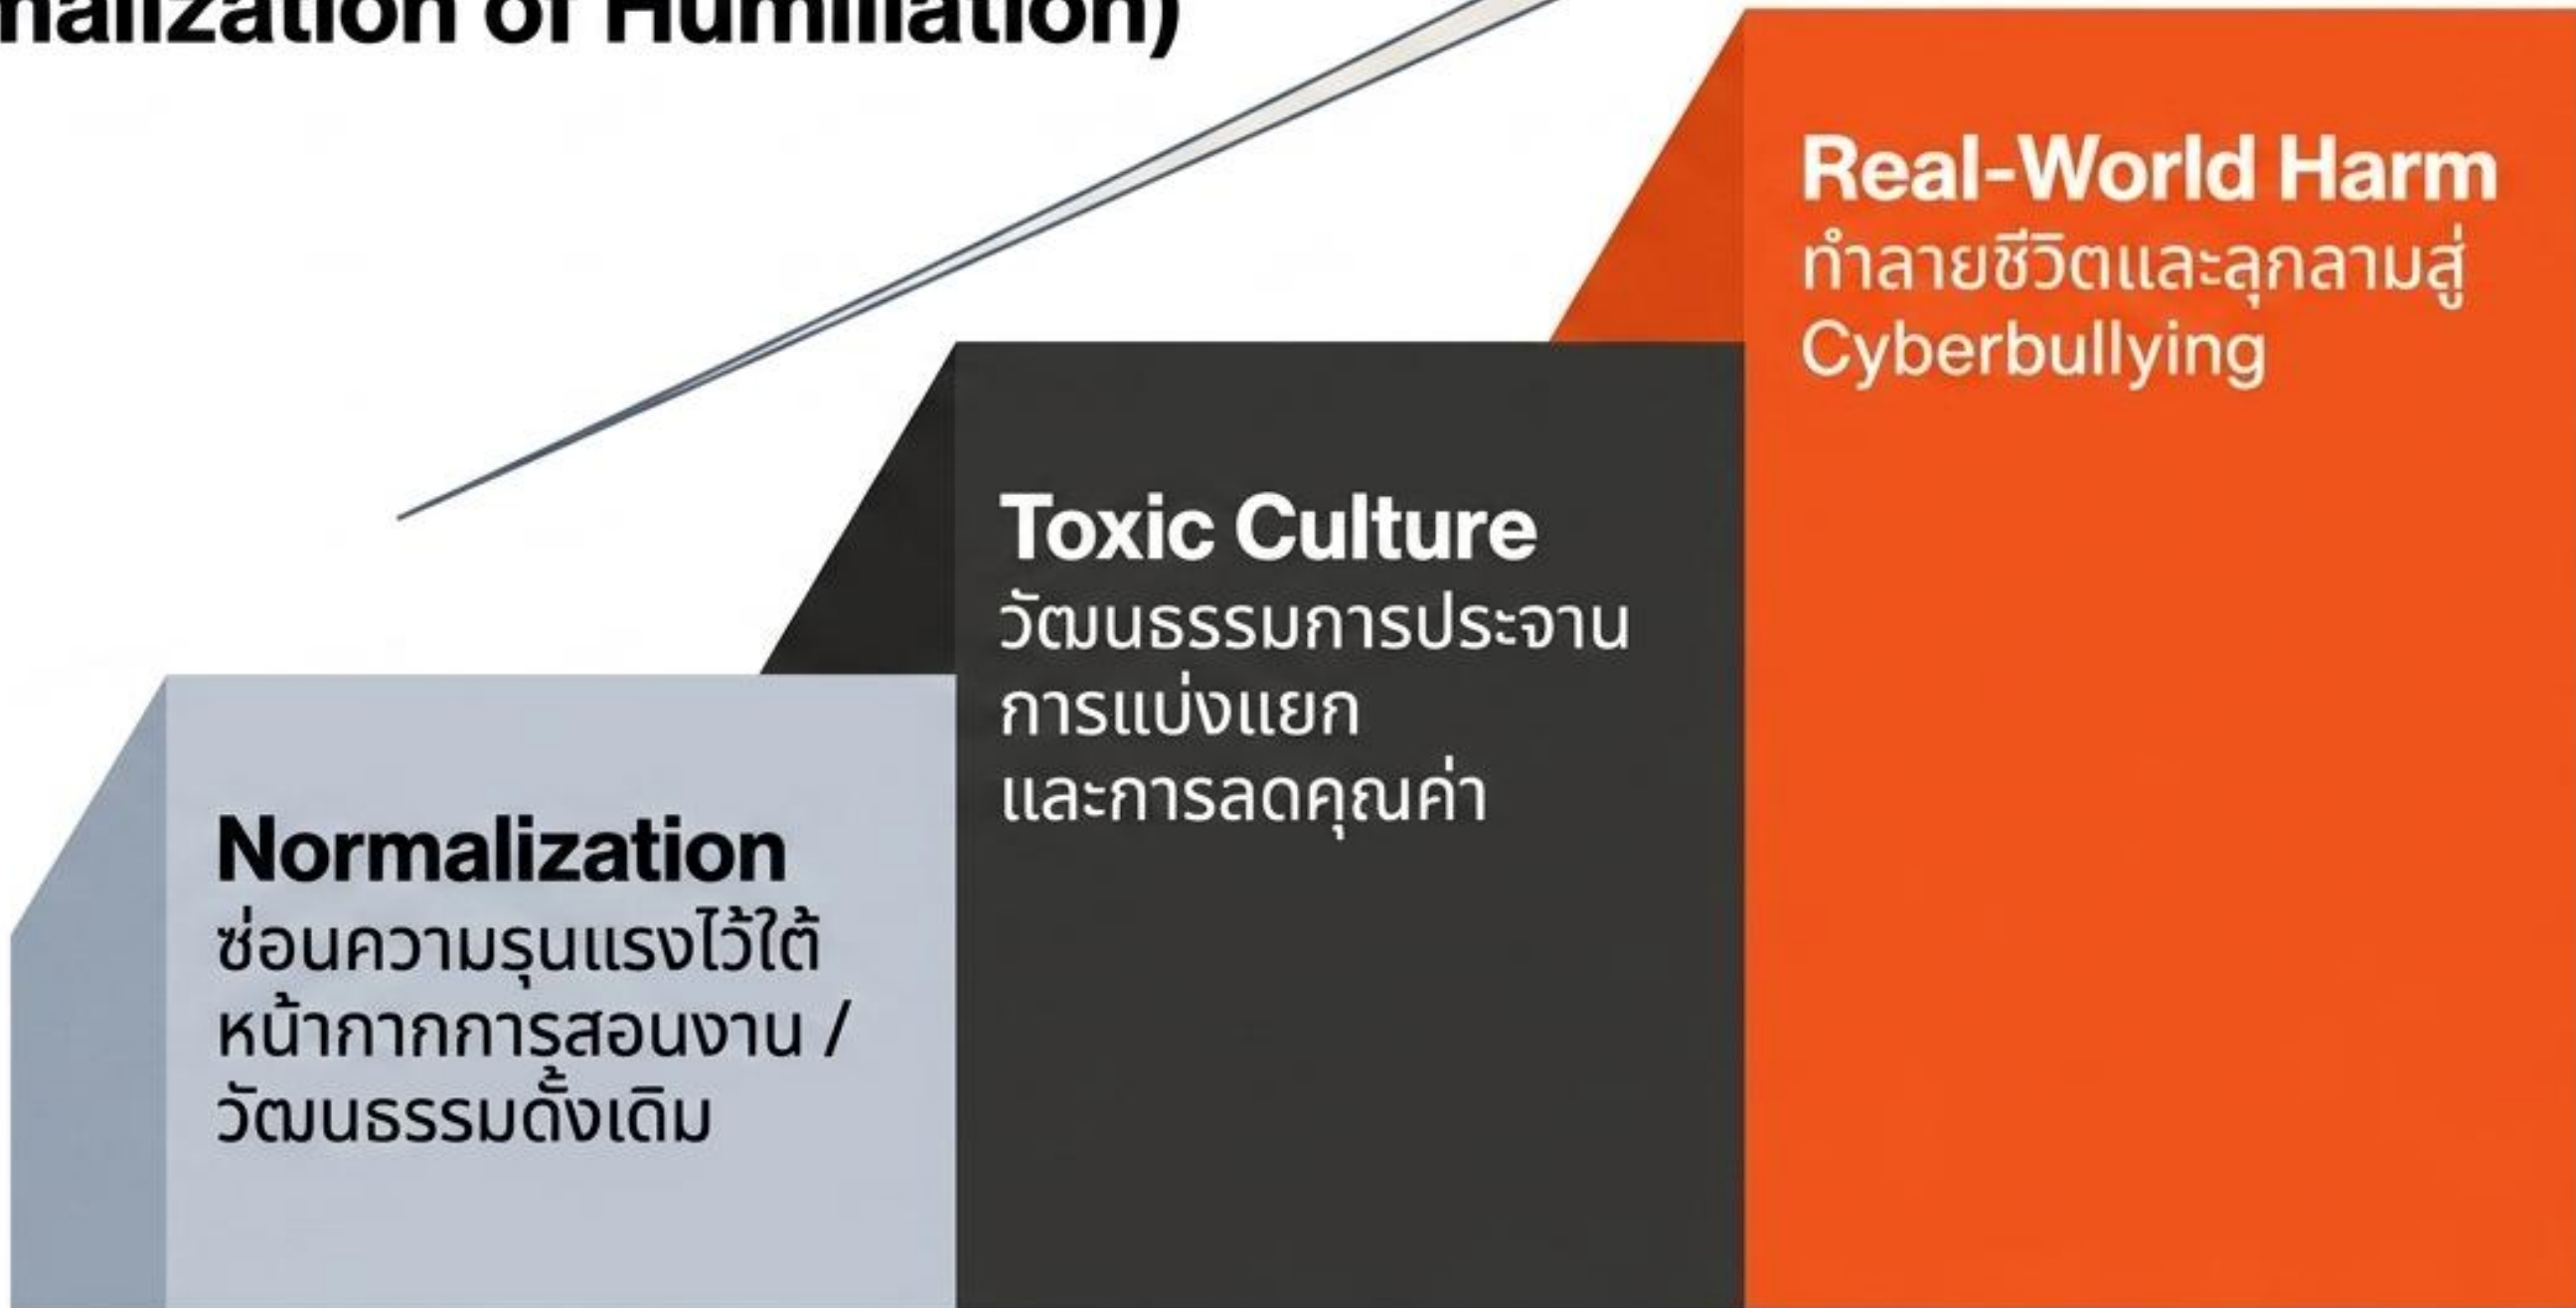 malization of Humiliation)
Normalization
ซ่อนความรุนแรงไว้ใต้
หน้ากากการสอนงาน /
วัฒนธรรมดั้งเดิม
Toxic Culture
วัฒนธรรมการประจาน
การแบ่งแยก
และการลดคุณค่า
Real-World Harm
ทำลายชีวิตและลุกลามสู่
Cyberbullying